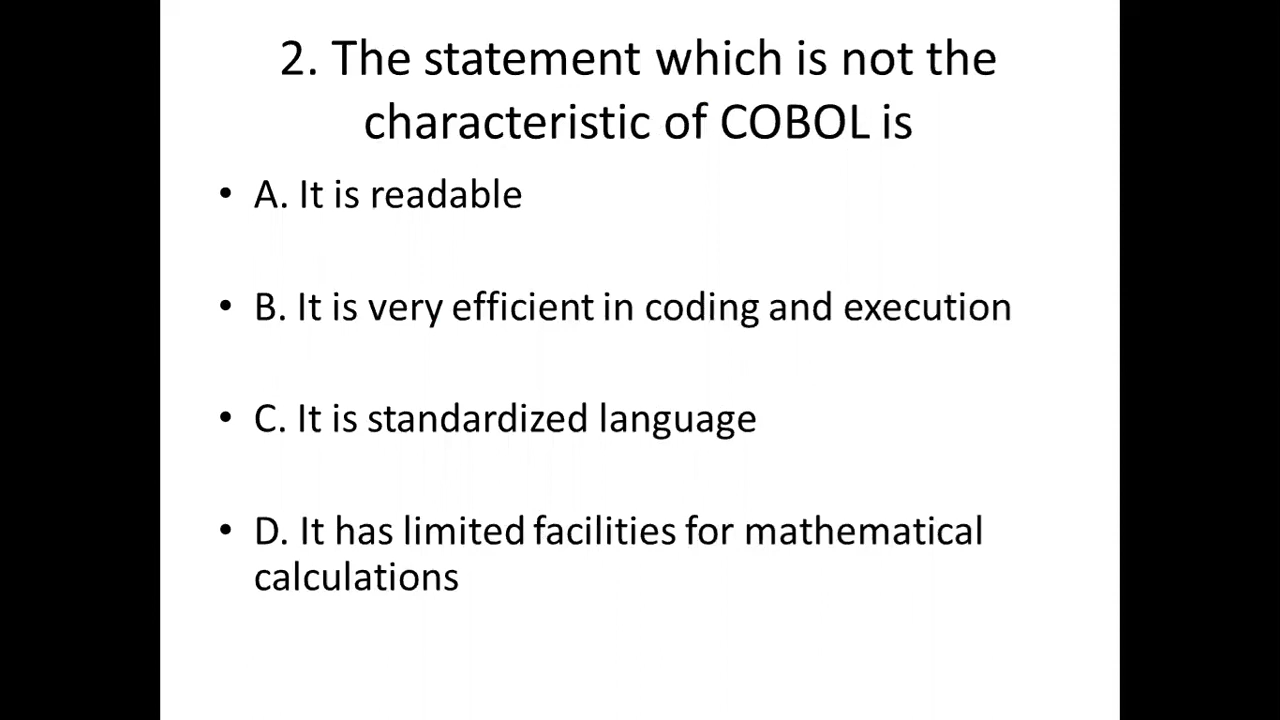 2. The statement which is not the
characteristic of COBOL is
• A. It is readable
• B. It is very efficient in coding and execution
• C. It is standardized language
• D. It has limited facilities for mathematical
calculations